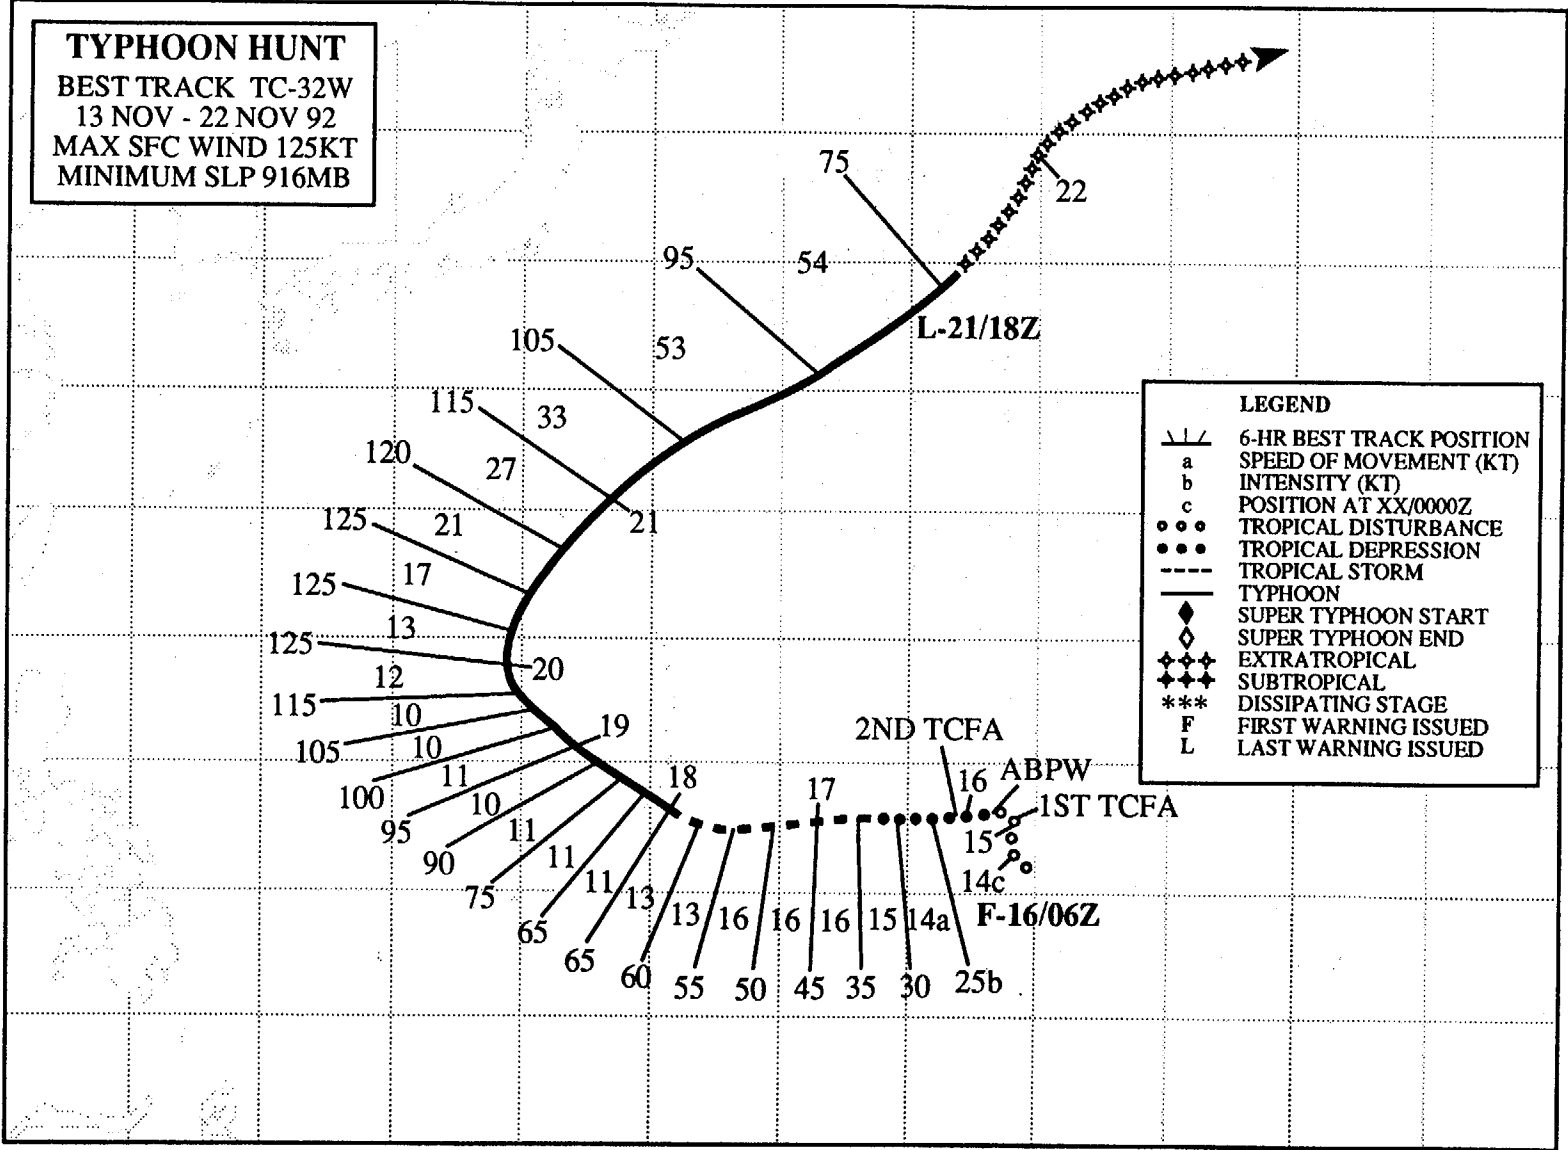 TYPHOON HUNT
BEST TRACK TC-32W
13 NOV - 22 NOV 92
MAX SFC WIND 125KT
MINIMUM SLP 916MB
75
22
95
54
L-21/18Z
105
53
115
33
120
27
125
21
21
125
17
125
13
20
115
12
105
10
100
10
95
11
19
90
10
18
75
11
65
11
65
11
60
13
55
13
50
16
45
16
35
16
30
15
25b
14a
17
2ND TCFA
16
ABPW
1ST TCFA
15
14c
F-16/06Z
LEGEND
6-HR BEST TRACK POSITION
a SPEED OF MOVEMENT (KT)
b INTENSITY (KT)
c POSITION AT XX/0000Z
TROPICAL DISTURBANCE
TROPICAL DEPRESSION
TROPICAL STORM
TYPHOON
SUPER TYPHOON START
SUPER TYPHOON END
EXTRATROPICAL
SUBTROPICAL
*** DISSIPATING STAGE
F FIRST WARNING ISSUED
L LAST WARNING ISSUED